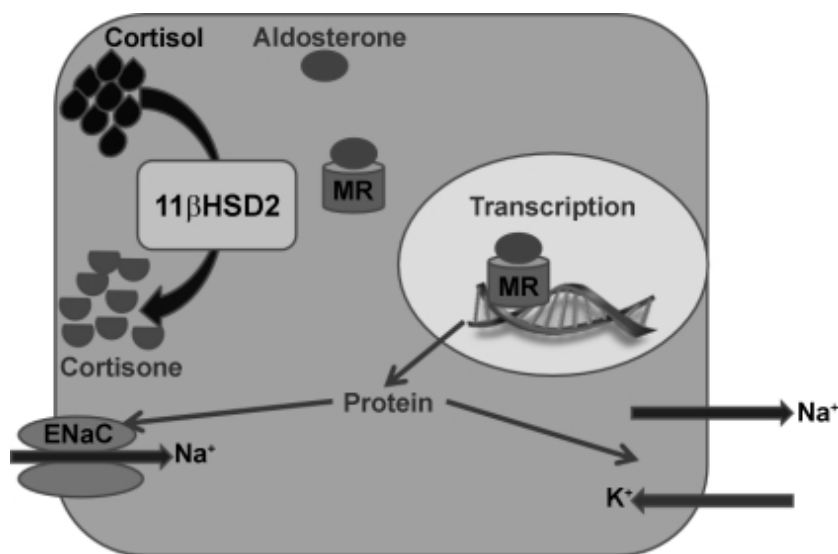 Cortisol
Aldosterone
11βHSD2
MR
Transcription
MR
Cortisone
Protein
ENaC
Na⁺
Na⁺
K⁺